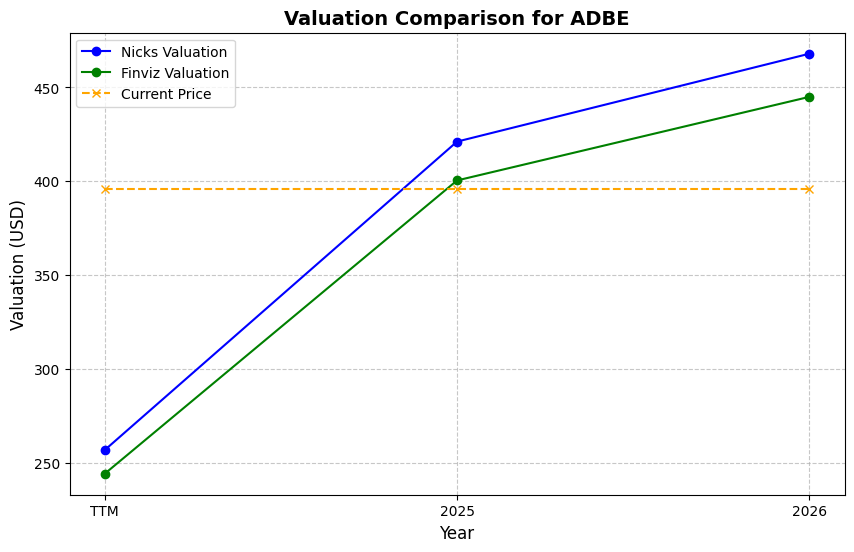 Valuation Comparison for ADBE
Nicks Valuation
Finviz Valuation
Current Price
450
400
350
300
250
Valuation (USD)
TTM
2025
2026
Year